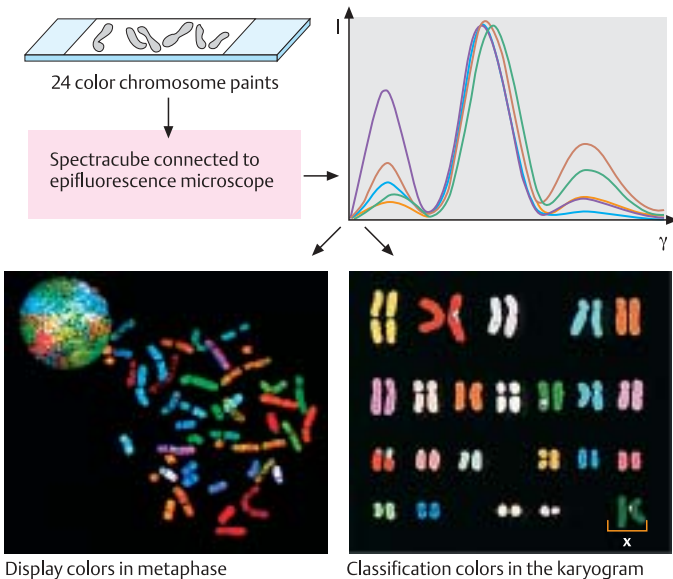 I
24 color chromosome paints
Spectracube connected to
epifluorescence microscope
γ
x
Display colors in metaphase
Classification colors in the karyogram